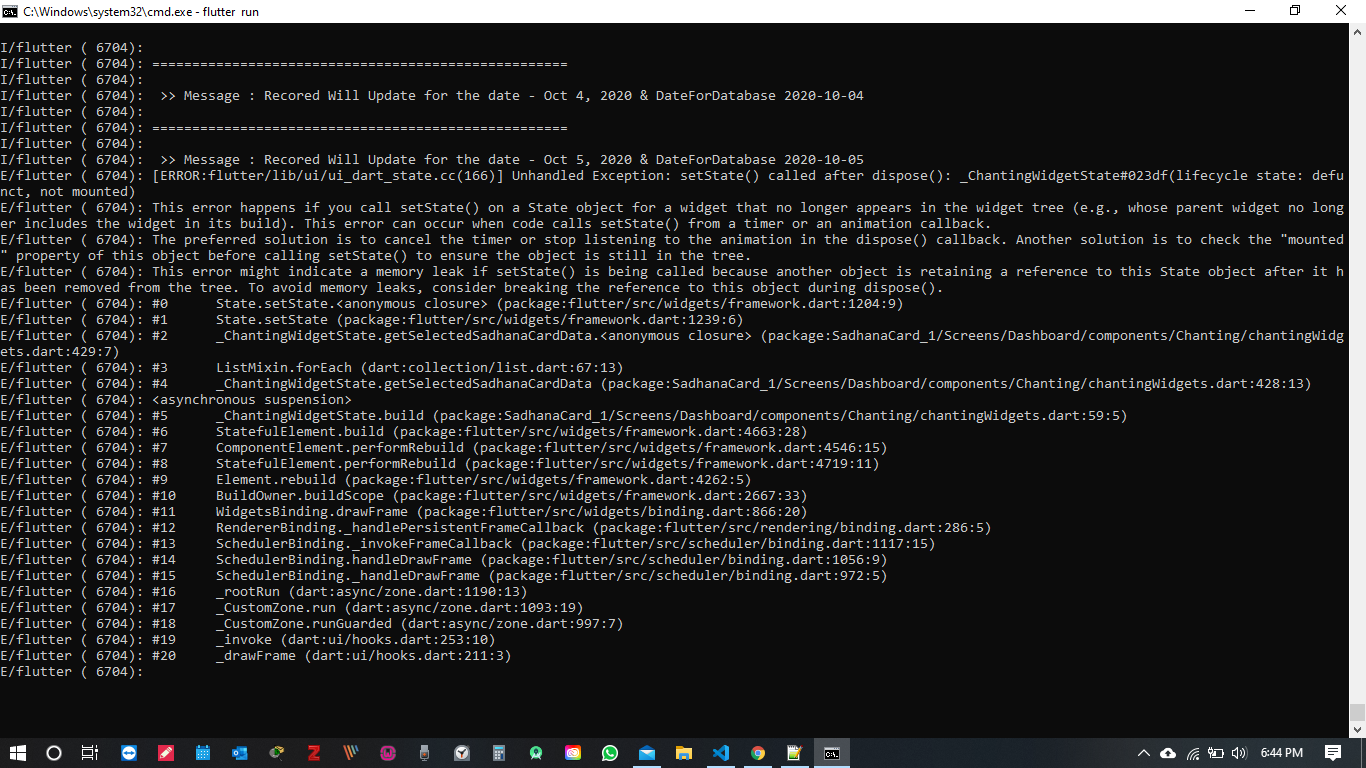 C:\Windows\system32\cmd.exe - flutter run
I/flutter ( 6704):
I/flutter ( 6704): ====================================================
I/flutter ( 6704):
I/flutter ( 6704):  >> Message : Recored Will Update for the date - Oct 4, 2020 & DateForDatabase 2020-10-04
I/flutter ( 6704):
I/flutter ( 6704): ====================================================
I/flutter ( 6704):
I/flutter ( 6704):  >> Message : Recored Will Update for the date - Oct 5, 2020 & DateForDatabase 2020-10-05
E/flutter ( 6704): [ERROR:flutter/lib/ui/ui_dart_state.cc(166)] Unhandled Exception: setState() called after dispose(): _ChantingWidgetState#023df(lifecycle state: defu
nct, not mounted)
E/flutter ( 6704): This error happens if you call setState() on a State object for a widget that no longer appears in the widget tree (e.g., whose parent widget no long
er includes the widget in its build). This error can occur when code calls setState() from a timer or an animation callback.
E/flutter ( 6704): The preferred solution is to cancel the timer or stop listening to the animation in the dispose() callback. Another solution is to check the "mounted
" property of this object before calling setState() to ensure the object is still in the tree.
E/flutter ( 6704): This error might indicate a memory leak if setState() is being called because another object is retaining a reference to this State object after it h
as been removed from the tree. To avoid memory leaks, consider breaking the reference to this object during dispose().
E/flutter ( 6704): #0      State.setState.<anonymous closure> (package:flutter/src/widgets/framework.dart:1204:9)
E/flutter ( 6704): #1      State.setState (package:flutter/src/widgets/framework.dart:1239:6)
E/flutter ( 6704): #2      _ChantingWidgetState.getSelectedSadhanaCardData.<anonymous closure> (package:SadhanaCard_1/Screens/Dashboard/components/Chanting/chantingWidg
ets.dart:429:7)
E/flutter ( 6704): #3      ListMixin.forEach (dart:collection/list.dart:67:13)
E/flutter ( 6704): #4      _ChantingWidgetState.getSelectedSadhanaCardData (package:SadhanaCard_1/Screens/Dashboard/components/Chanting/chantingWidgets.dart:428:13)
E/flutter ( 6704): <asynchronous suspension>
E/flutter ( 6704): #5      _ChantingWidgetState.build (package:SadhanaCard_1/Screens/Dashboard/components/Chanting/chantingWidgets.dart:59:5)
E/flutter ( 6704): #6      StatefulElement.build (package:flutter/src/widgets/framework.dart:4663:28)
E/flutter ( 6704): #7      ComponentElement.performRebuild (package:flutter/src/widgets/framework.dart:4546:15)
E/flutter ( 6704): #8      StatefulElement.performRebuild (package:flutter/src/widgets/framework.dart:4719:11)
E/flutter ( 6704): #9      Element.rebuild (package:flutter/src/widgets/framework.dart:4262:5)
E/flutter ( 6704): #10     BuildOwner.buildScope (package:flutter/src/widgets/framework.dart:2667:33)
E/flutter ( 6704): #11     WidgetsBinding.drawFrame (package:flutter/src/widgets/binding.dart:866:20)
E/flutter ( 6704): #12     RendererBinding._handlePersistentFrameCallback (package:flutter/src/rendering/binding.dart:286:5)
E/flutter ( 6704): #13     SchedulerBinding._invokeFrameCallback (package:flutter/src/scheduler/binding.dart:1117:15)
E/flutter ( 6704): #14     SchedulerBinding.handleDrawFrame (package:flutter/src/scheduler/binding.dart:1056:9)
E/flutter ( 6704): #15     SchedulerBinding._handleDrawFrame (package:flutter/src/scheduler/binding.dart:972:5)
E/flutter ( 6704): #16     _rootRun (dart:async/zone.dart:1190:13)
E/flutter ( 6704): #17     _CustomZone.run (dart:async/zone.dart:1093:19)
E/flutter ( 6704): #18     _CustomZone.runGuarded (dart:async/zone.dart:997:7)
E/flutter ( 6704): #19     _invoke (dart:ui/hooks.dart:253:10)
E/flutter ( 6704): #20     _drawFrame (dart:ui/hooks.dart:211:3)
E/flutter ( 6704):
6:44 PM